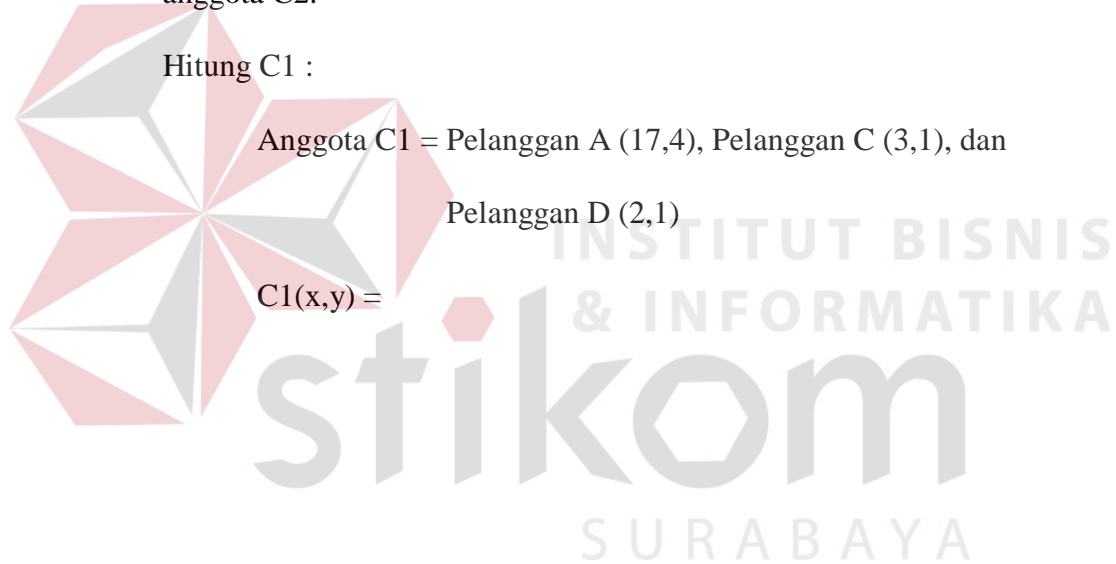 anggota C2.
Hitung C1 :
Anggota C1 = Pelanggan A (17,4), Pelanggan C (3,1), dan
Pelanggan D (2,1)
INSTITUT BISNIS
C1(x,y) =
& INFORMATIKA
stikom
SURABAYA